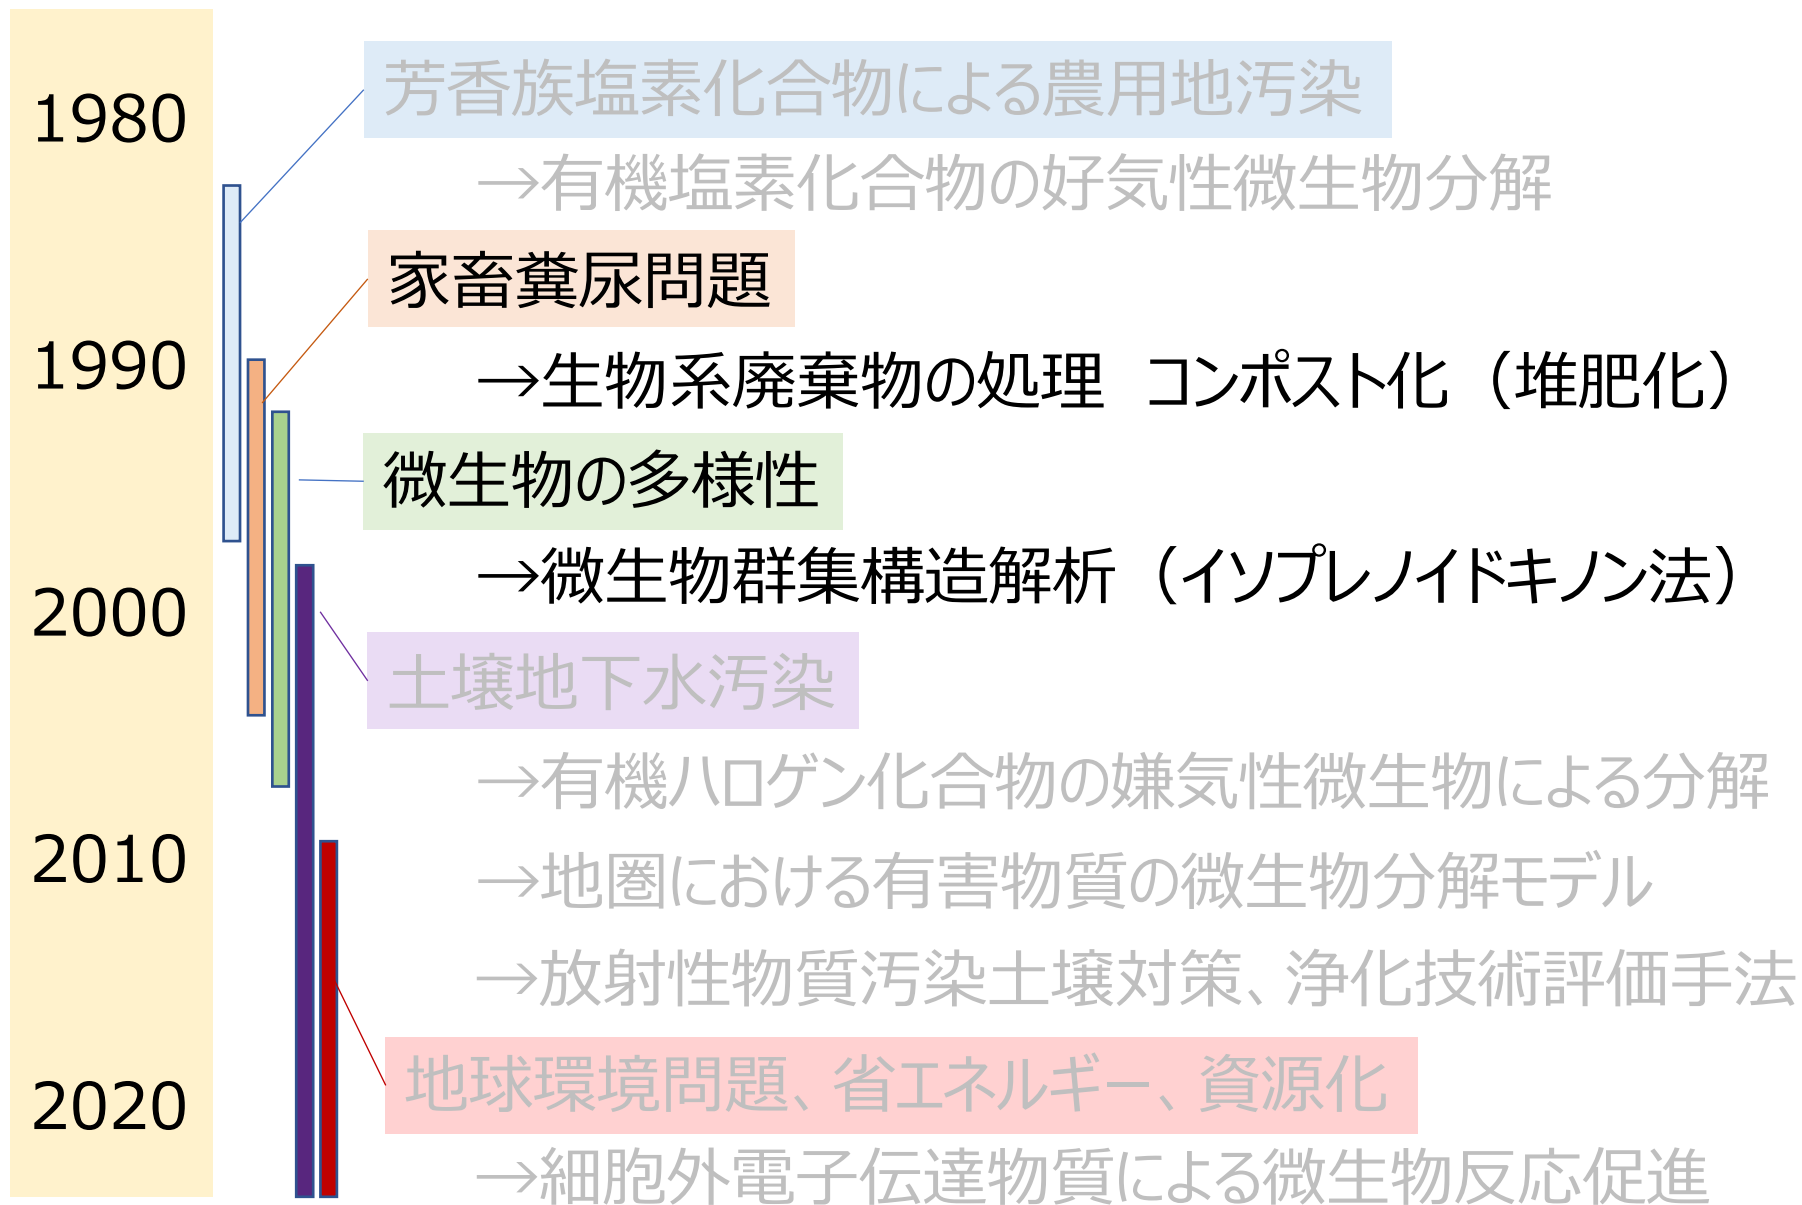 1980
芳香族塩素化合物による農用地汚染
→有機塩素化合物の好気性微生物分解
家畜糞尿問題
1990
→生物系廃棄物の処理　コンポスト化（堆肥化）
微生物の多様性
→微生物群集構造解析（イソプレノイドキノン法）
2000
土壌地下水汚染
→有機ハロゲン化合物の嫌気性微生物による分解
2010
→地圏における有害物質の微生物分解モデル
→放射性物質汚染土壌対策、浄化技術評価手法
地球環境問題、省エネルギー、資源化
2020
→細胞外電子伝達物質による微生物反応促進